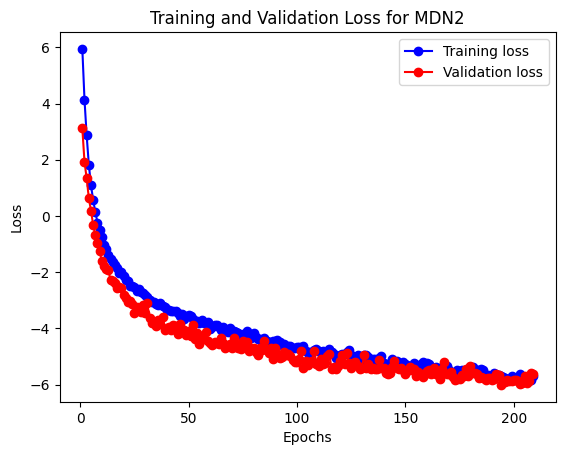 Training and Validation Loss for MDN2
Training loss
Validation loss
6
4
2
0
−2
−4
−6
Loss
0
50
100
150
200
Epochs